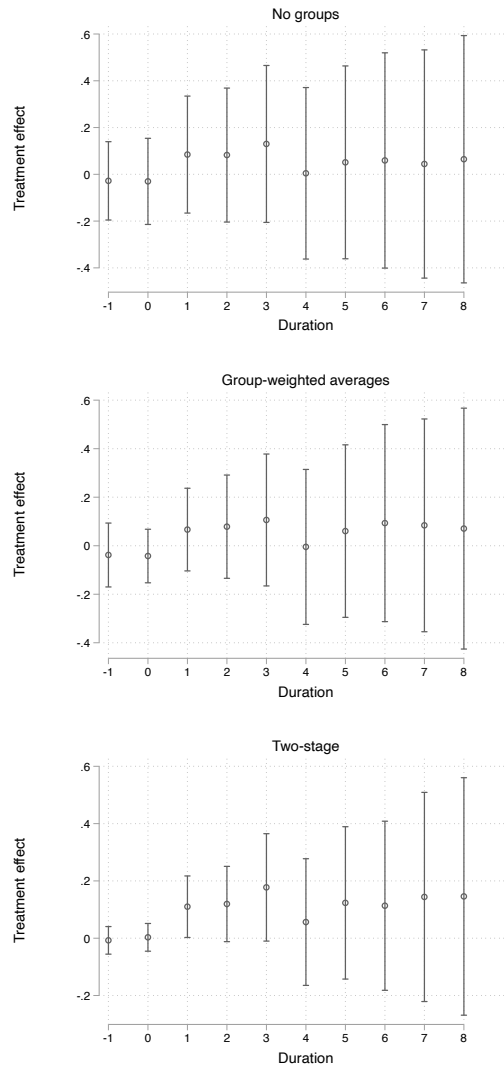 No groups
Treatment effect
.6
.4
.2
0
-.2
-.4
-1 0 1 2 3 4 5 6 7 8
Duration
Group-weighted averages
Treatment effect
.6
.4
.2
0
-.2
-.4
-1 0 1 2 3 4 5 6 7 8
Duration
Two-stage
Treatment effect
.6
.4
.2
0
-.2
-1 0 1 2 3 4 5 6 7 8
Duration